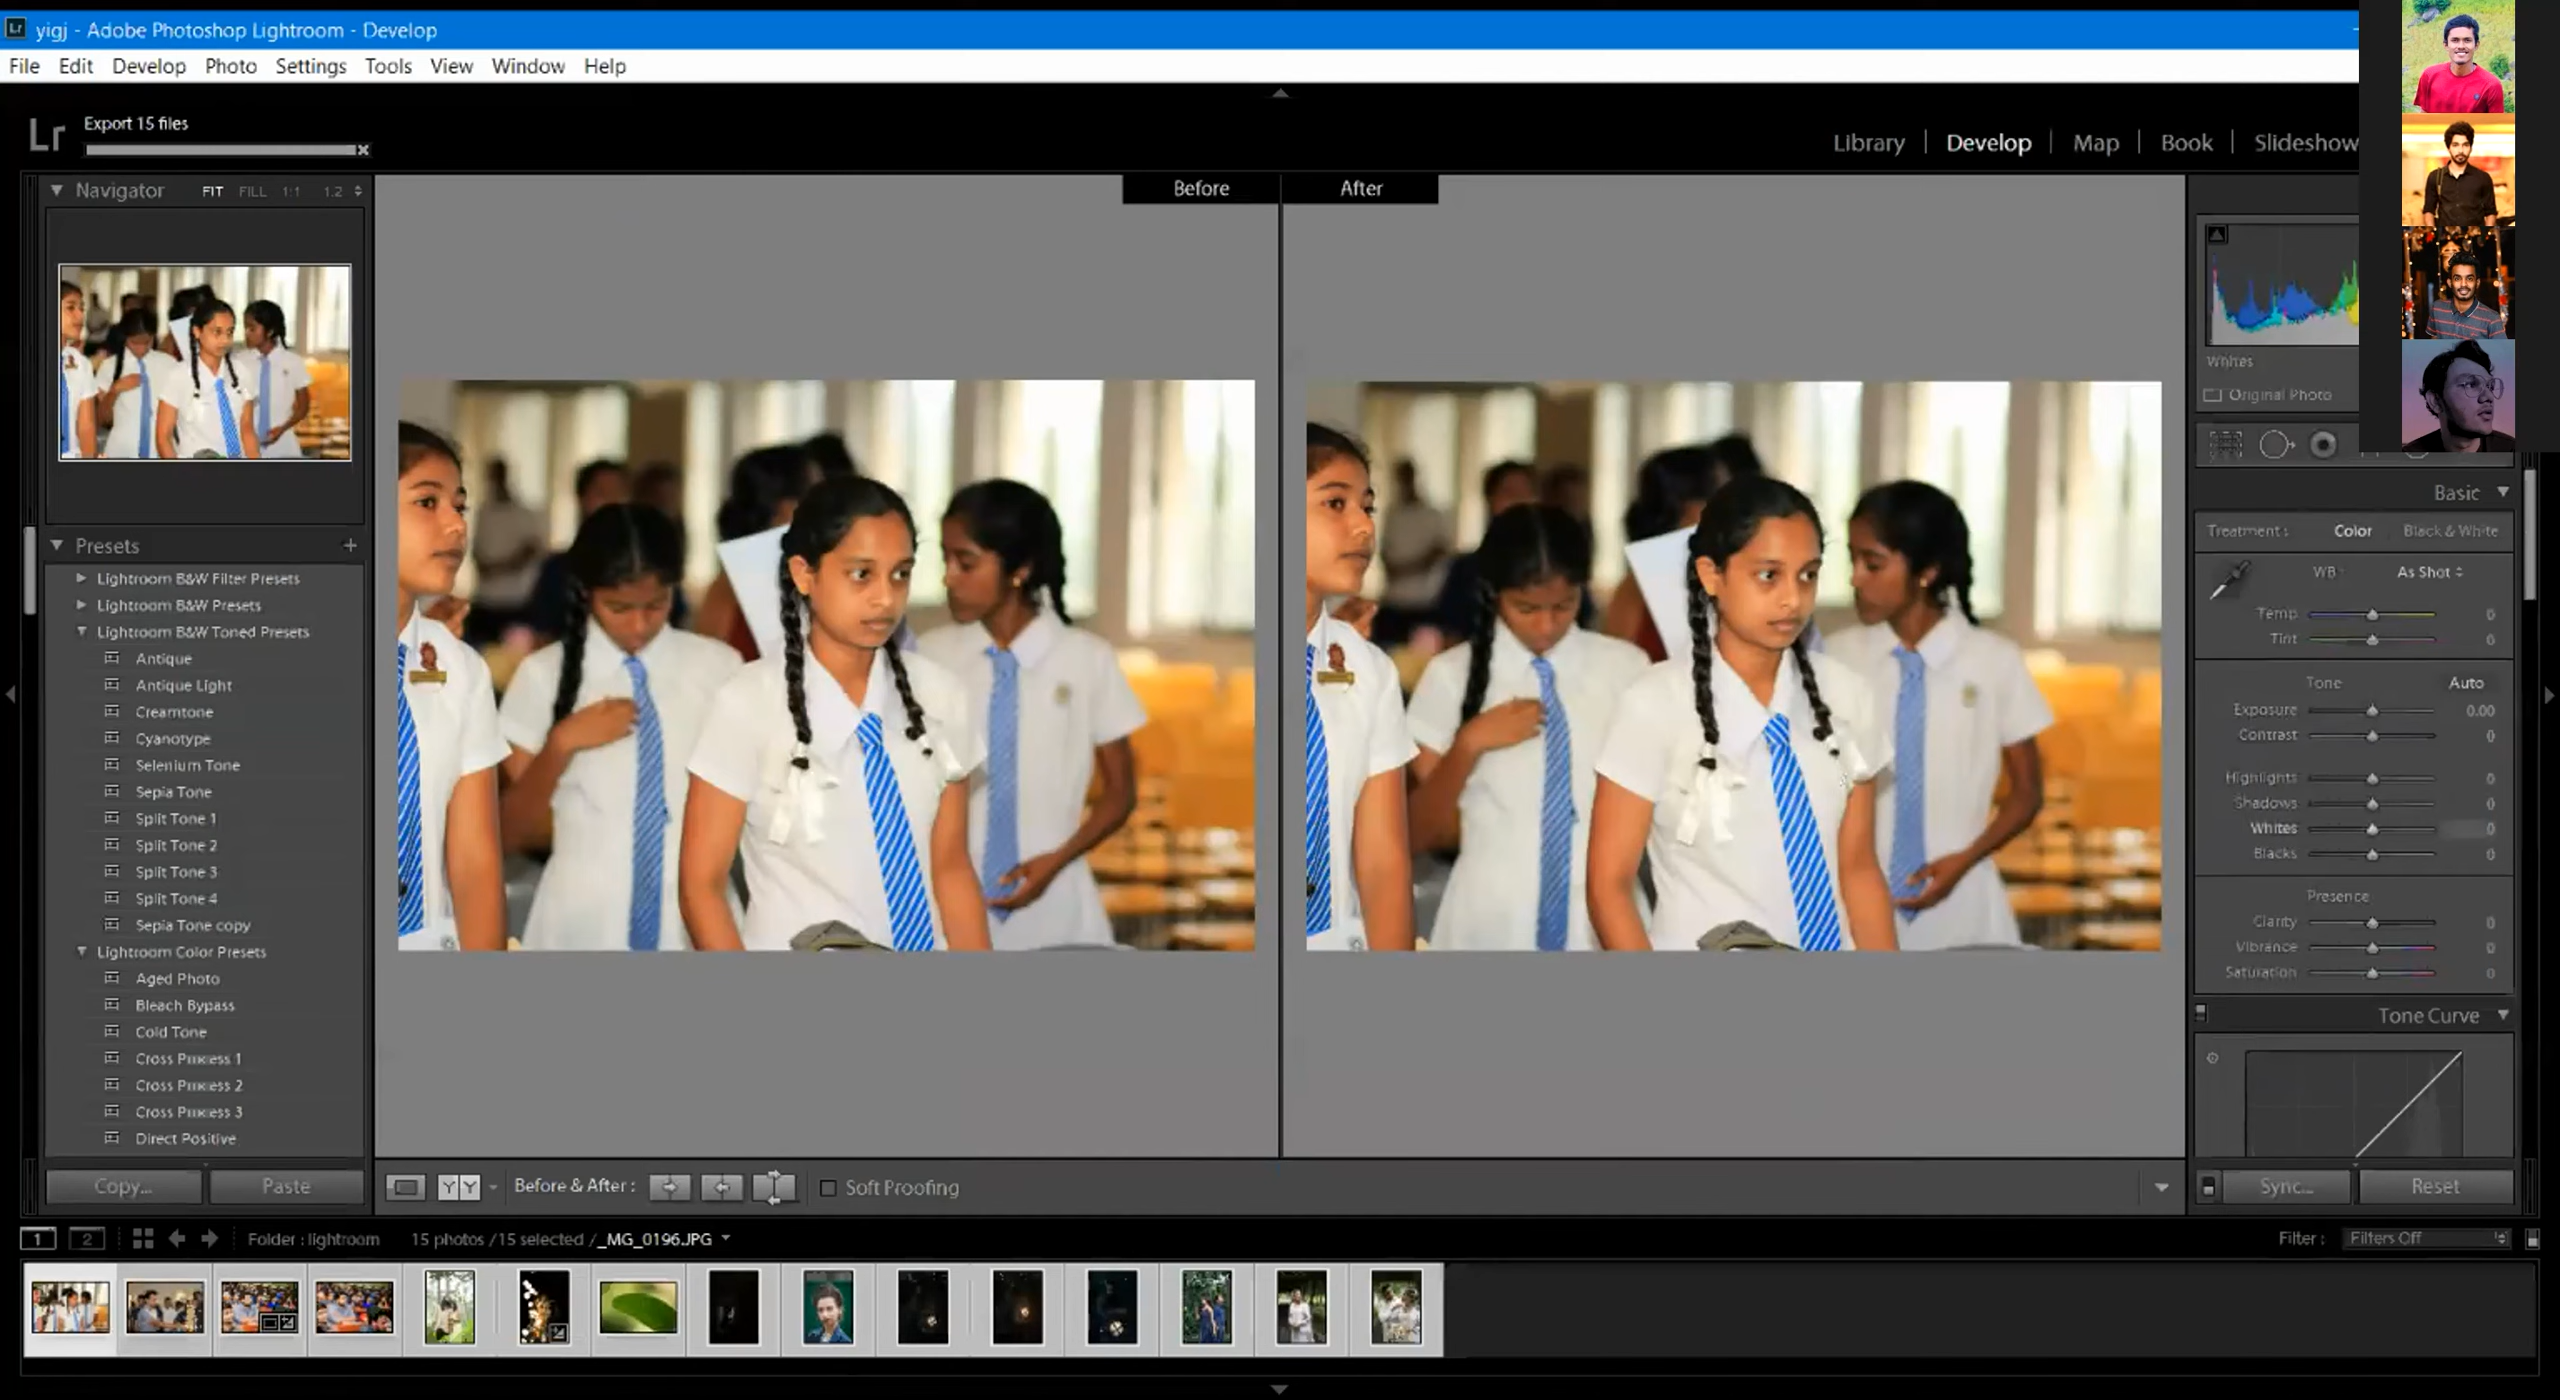 Lr yigj - Adobe Photoshop Lightroom - Develop
File Edit Develop Photo Settings Tools View Window Help
Lr Export 15 files
Library | Develop | Map | Book | Slideshow
Navigator FIT FILL 1:1 1:2
Before After
Whites
Original Photo
Basic
Treatment : Color Black & White
WB : As Shot
Temp 0
Tint 0
Tone Auto
Exposure 0.00
Contrast 0
Highlights 0
Shadows 0
Whites 0
Blacks 0
Presence
Clarity 0
Vibrance 0
Saturation 0
Tone Curve
Presets +
Lightroom B&W Filter Presets
Lightroom B&W Presets
Lightroom B&W Toned Presets
Antique
Antique Light
Creamtone
Cyanotype
Selenium Tone
Sepia Tone
Split Tone 1
Split Tone 2
Split Tone 3
Split Tone 4
Sepia Tone copy
Lightroom Color Presets
Aged Photo
Bleach Bypass
Cold Tone
Cross Process 1
Cross Process 2
Cross Process 3
Direct Positive
Copy... Paste
YY Before & After : Soft Proofing
Sync... Reset
1 2 Folder : lightroom 15 photos / 15 selected / _MG_0196.JPG
Filter : Filters Off